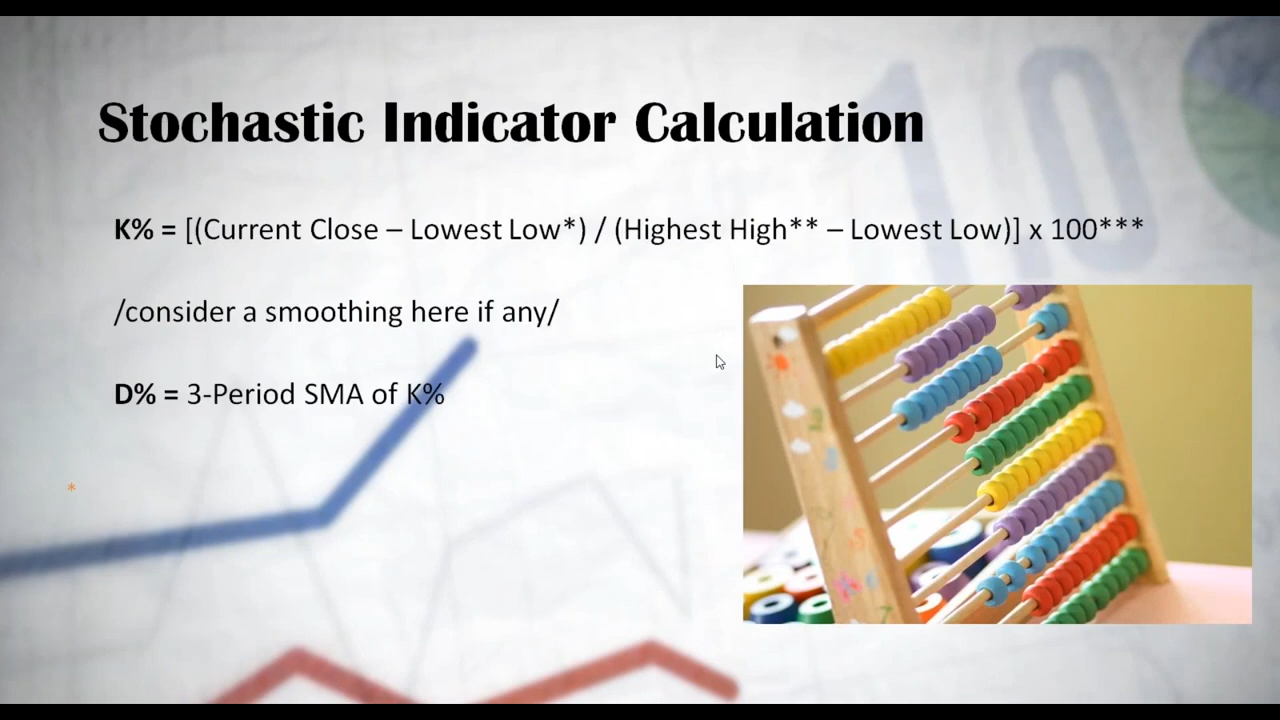 Stochastic Indicator Calculation
K% = [(Current Close – Lowest Low*) / (Highest High** – Lowest Low)] x 100***
/consider a smoothing here if any/
D% = 3-Period SMA of K%
*
10